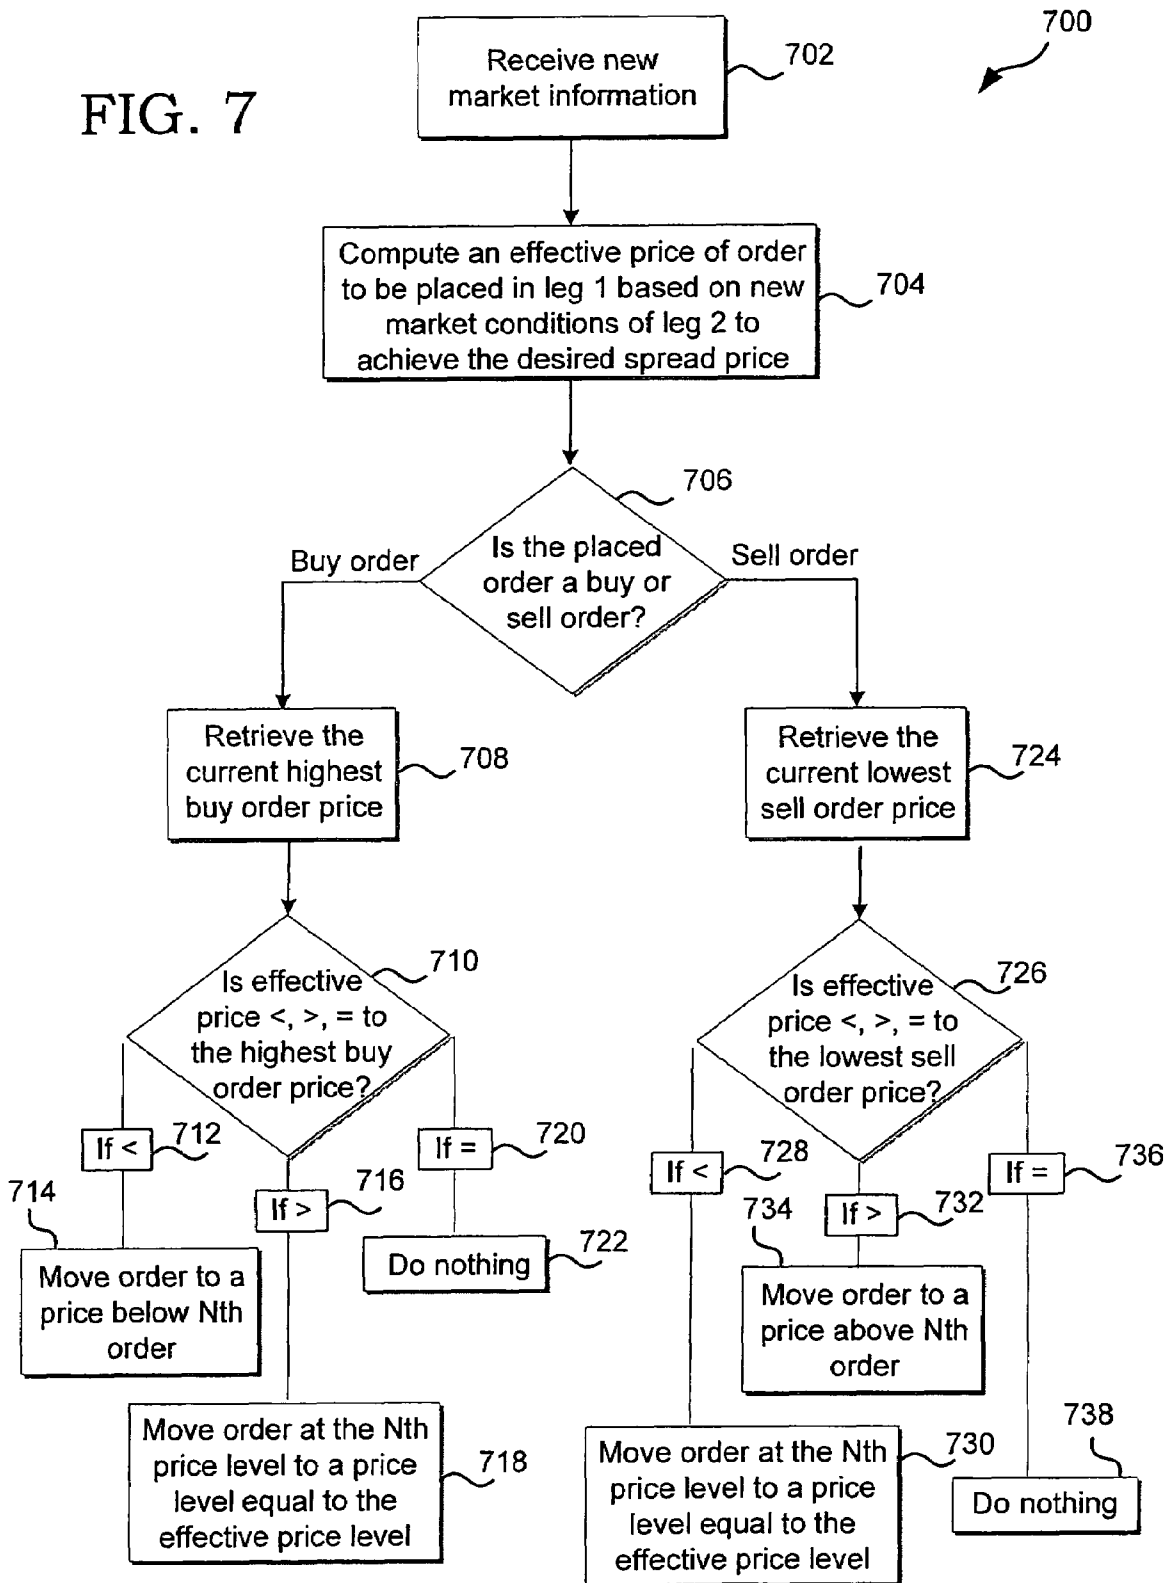 700
Receive new
market information
702
FIG. 7
Compute an effective price of order
to be placed in leg 1 based on new
market conditions of leg 2 to
achieve the desired spread price
704
706
Is the placed
order a buy or
sell order?
Buy order
Sell order
Retrieve the
current highest
buy order price
708
Retrieve the
current lowest
sell order price
724
Is effective
price <, >, = to
the highest buy
order price?
710
Is effective
price <, >, = to
the lowest sell
order price?
726
If <
712
If >
716
If =
720
If <
728
If >
732
If =
736
714
Move order to a
price below Nth
order
Do nothing
722
734
Move order to a
price above Nth
order
Move order at the Nth
price level to a price
level equal to the
effective price level
718
Move order at the Nth
price level to a price
level equal to the
effective price level
730
738
Do nothing